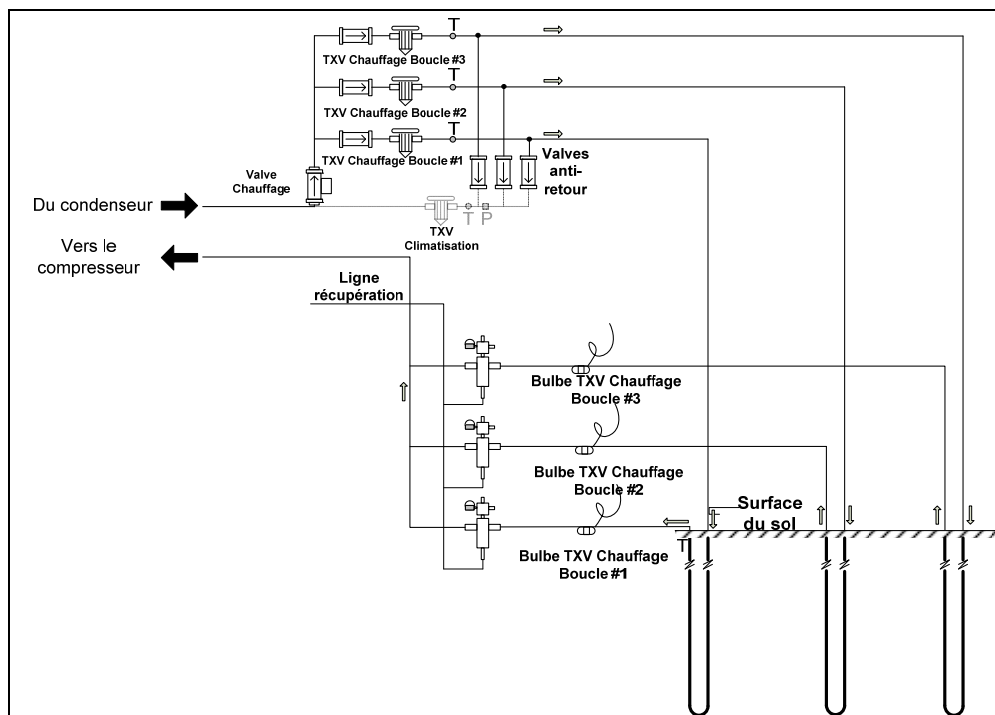 T
TXV Chauffage Boucle #3
T
TXV Chauffage Boucle #2
T
TXV Chauffage Boucle #1
Valve
Chauffage
Valves
anti-
retour
Du condenseur
T P
TXV
Climatisation
Vers le
compresseur
Ligne
récupération
Bulbe TXV Chauffage
Boucle #3
Bulbe TXV Chauffage
Boucle #2
Surface
du sol
T
T
Bulbe TXV Chauffage
Boucle #1